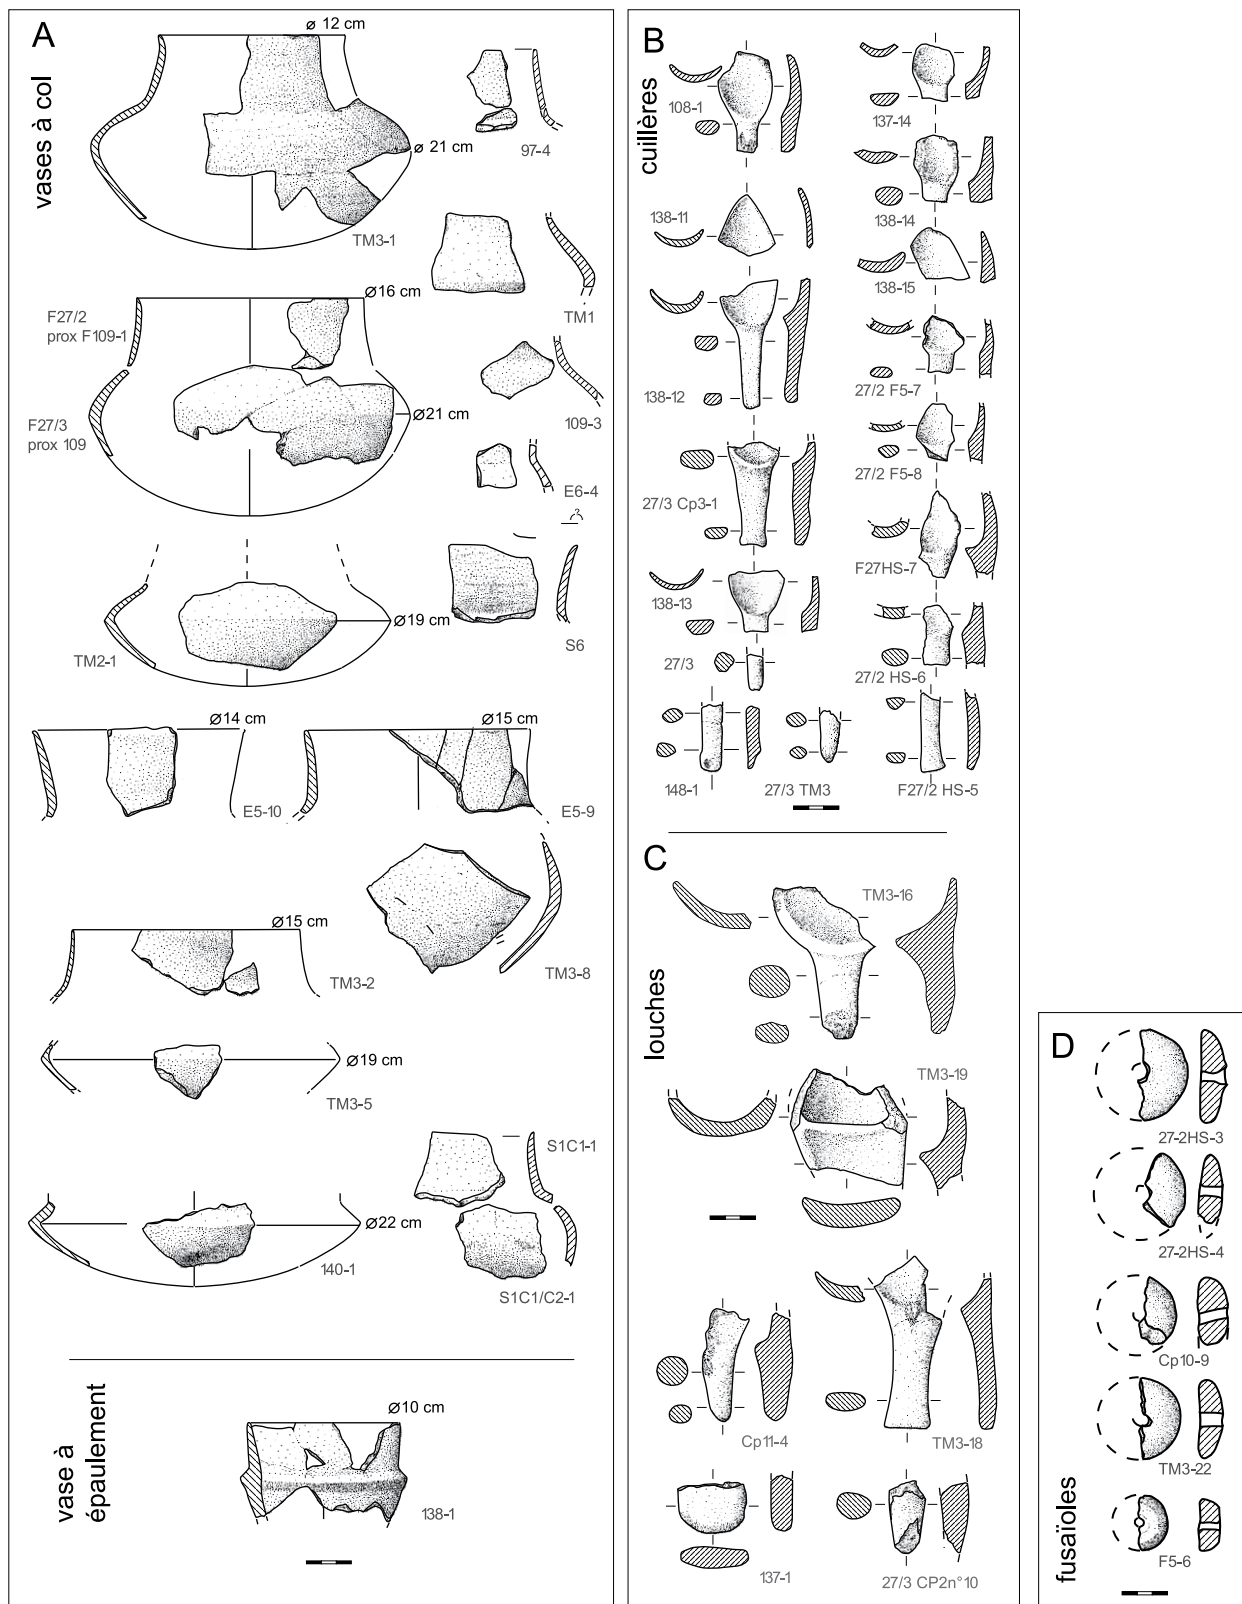 A
vases à col
Ø 12 cm
97-4
Ø 21 cm
TM3-1
TM1
Ø16 cm
F27/2
prox F109-1
109-3
Ø21 cm
F27/3
prox 109
E6-4
?
S6
Ø19 cm
TM2-1
Ø14 cm
E5-10
Ø15 cm
E5-9
TM3-8
Ø15 cm
TM3-2
Ø19 cm
TM3-5
S1C1-1
Ø22 cm
140-1
S1C1/C2-1
vase à
épaulement
Ø10 cm
138-1
B
cuillères
108-1
138-11
138-12
27/3 Cp3-1
138-13
27/3
148-1
27/3 TM3
137-14
138-14
138-15
27/2 F5-7
27/2 F5-8
F27HS-7
27/2 HS-6
F27/2 HS-5
C
louches
TM3-16
TM3-19
Cp11-4
TM3-18
137-1
27/3 CP2n°10
D
fusaïoles
27-2HS-3
27-2HS-4
Cp10-9
TM3-22
F5-6